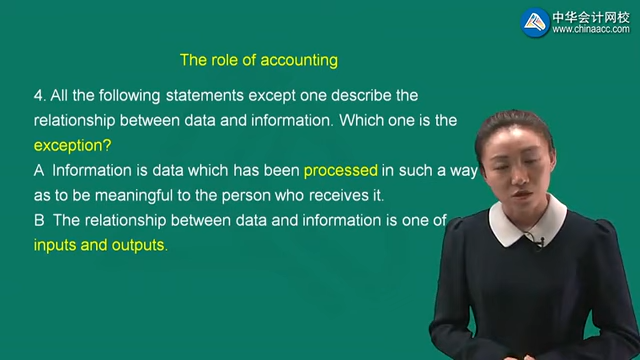 中华会计网校
www.chinaacc.com
The role of accounting
4. All the following statements except one describe the
relationship between data and information. Which one is the
exception?
A Information is data which has been processed in such a way
as to be meaningful to the person who receives it.
B The relationship between data and information is one of
inputs and outputs.